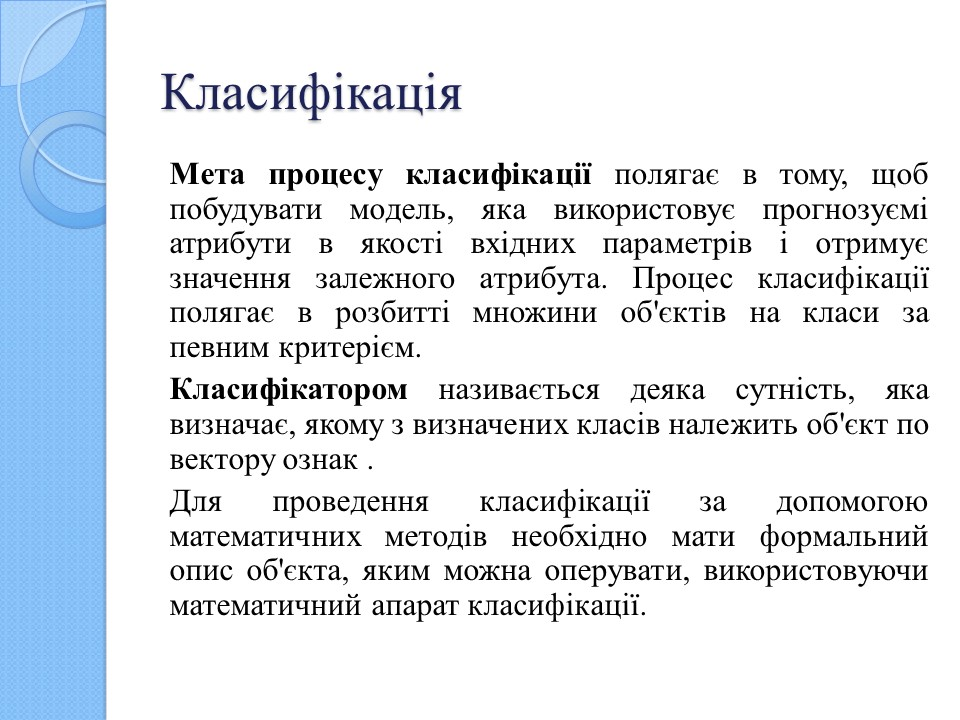 Класифікація
Мета процесу класифікації полягає в тому, щоб
побудувати модель, яка використовує прогнозуємі
атрибути в якості вхідних параметрів і отримує
значення залежного атрибута. Процес класифікації
полягає в розбитті множини об'єктів на класи за
певним критерієм.
Класифікатором називається деяка сутність, яка
визначає, якому з визначених класів належить об'єкт по
вектору ознак .
Для проведення класифікації за допомогою
математичних методів необхідно мати формальний
опис об'єкта, яким можна оперувати, використовуючи
математичний апарат класифікації.